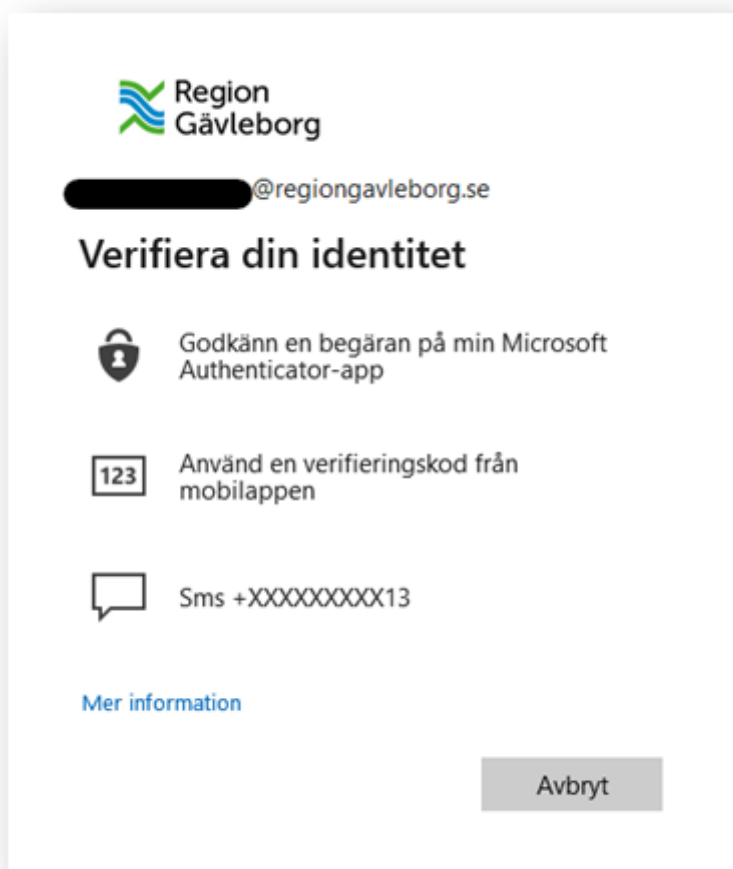 Region
Gävleborg
@regiongavleborg.se
Verifiera din identitet
Godkänn en begäran på min Microsoft
Authenticator-app
123
Använd en verifieringskod från
mobilappen
Sms +XXXXXXXXX13
Mer information
Avbryt